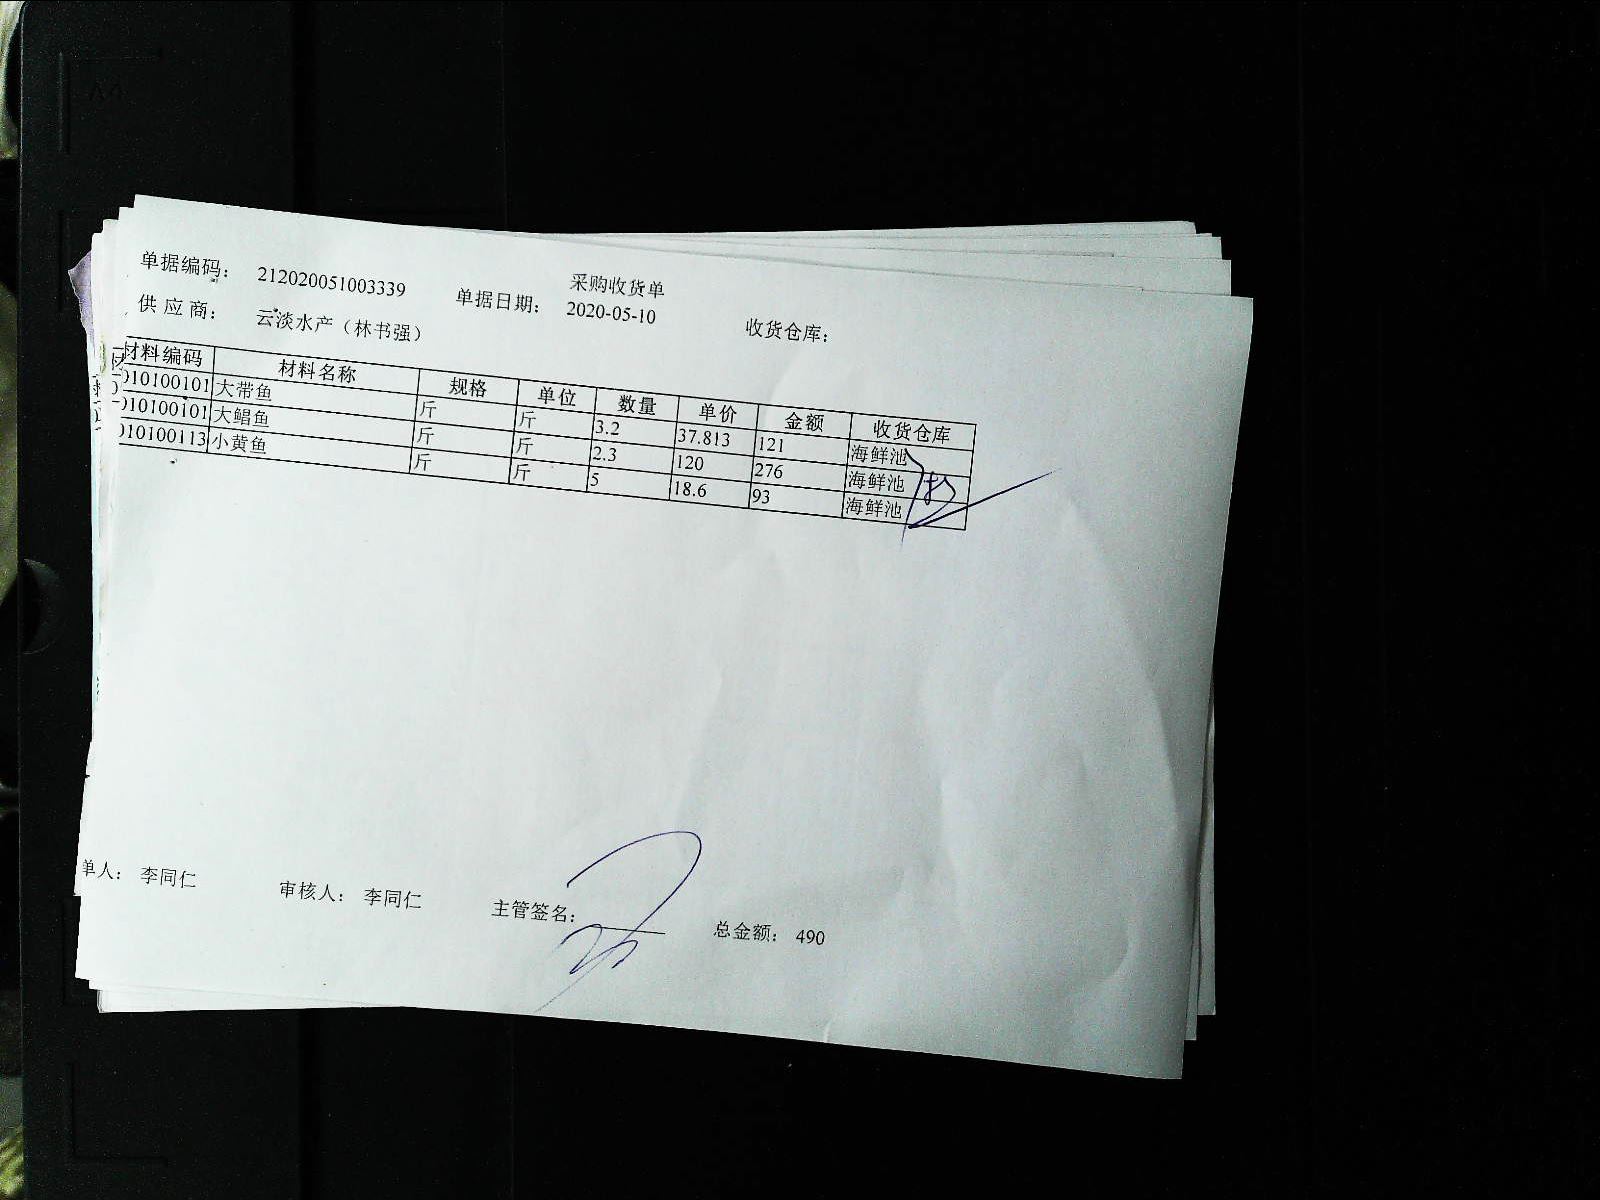 采购收货单
单据编码： 212020051003339 单据日期： 2020-05-10 收货仓库：
供 应 商： 云淡水产（林书强）
材料编码 材料名称 规格 单位 数量 单价 金额 收货仓库
010100101 大带鱼 斤 斤 3.2 37.813 121 海鲜池
010100101 大鲳鱼 斤 斤 2.3 120 276 海鲜池
010100113 小黄鱼 斤 斤 5 18.6 93 海鲜池
单人： 李同仁 审核人： 李同仁 主管签名： 总金额： 490